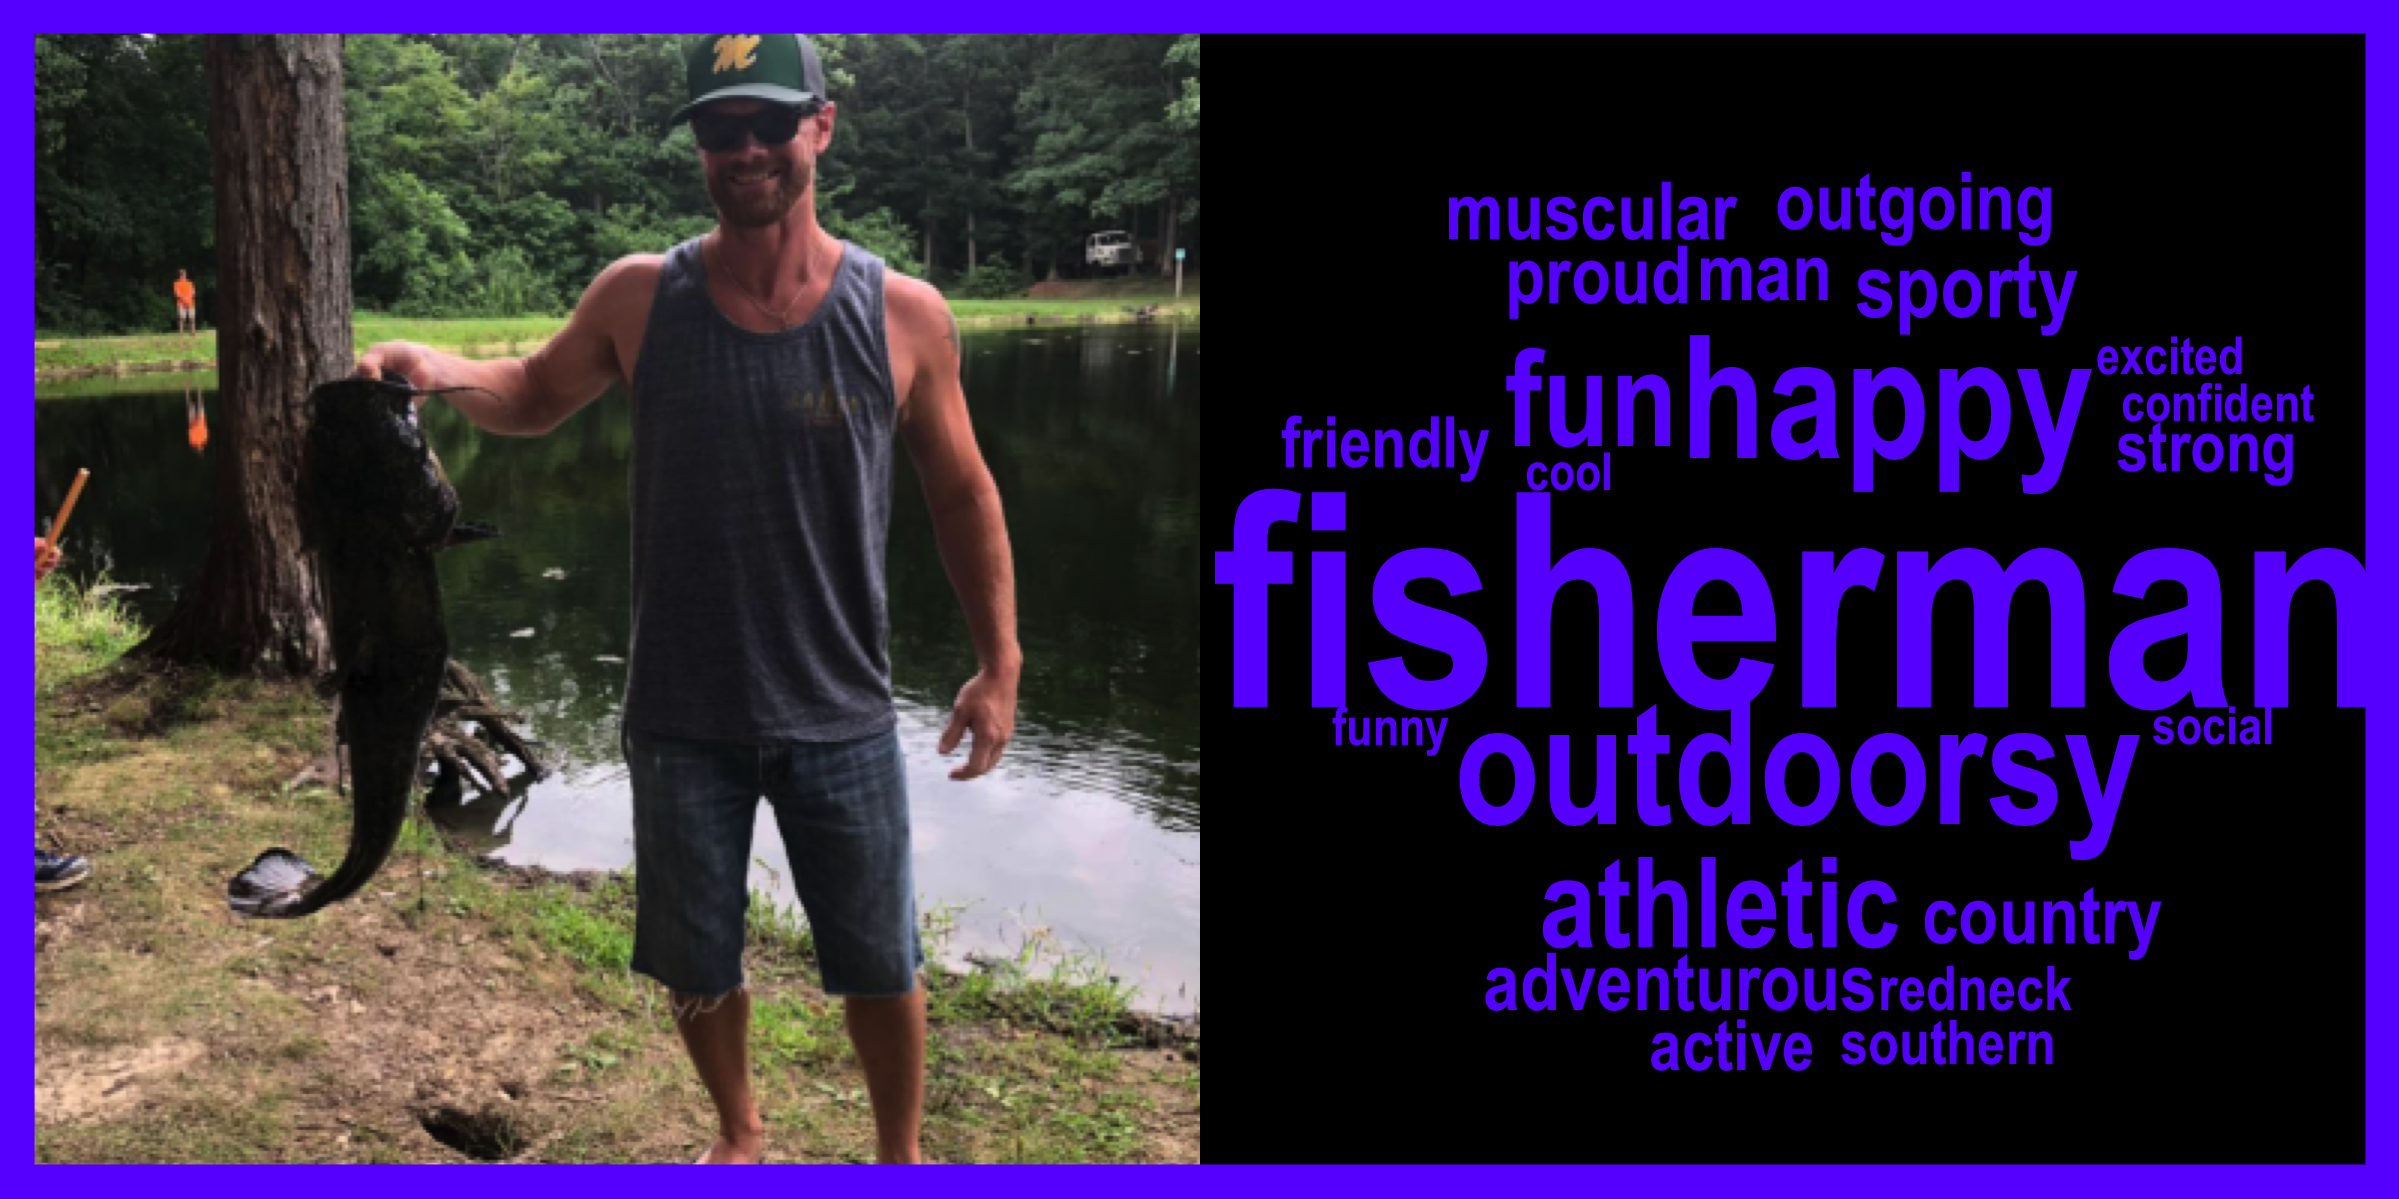 M
muscular outgoing
proud man sporty
fun happy excited
confident
friendly strong
cool
fisherman
funny outdoorsy social
athletic country
adventurous redneck
active southern